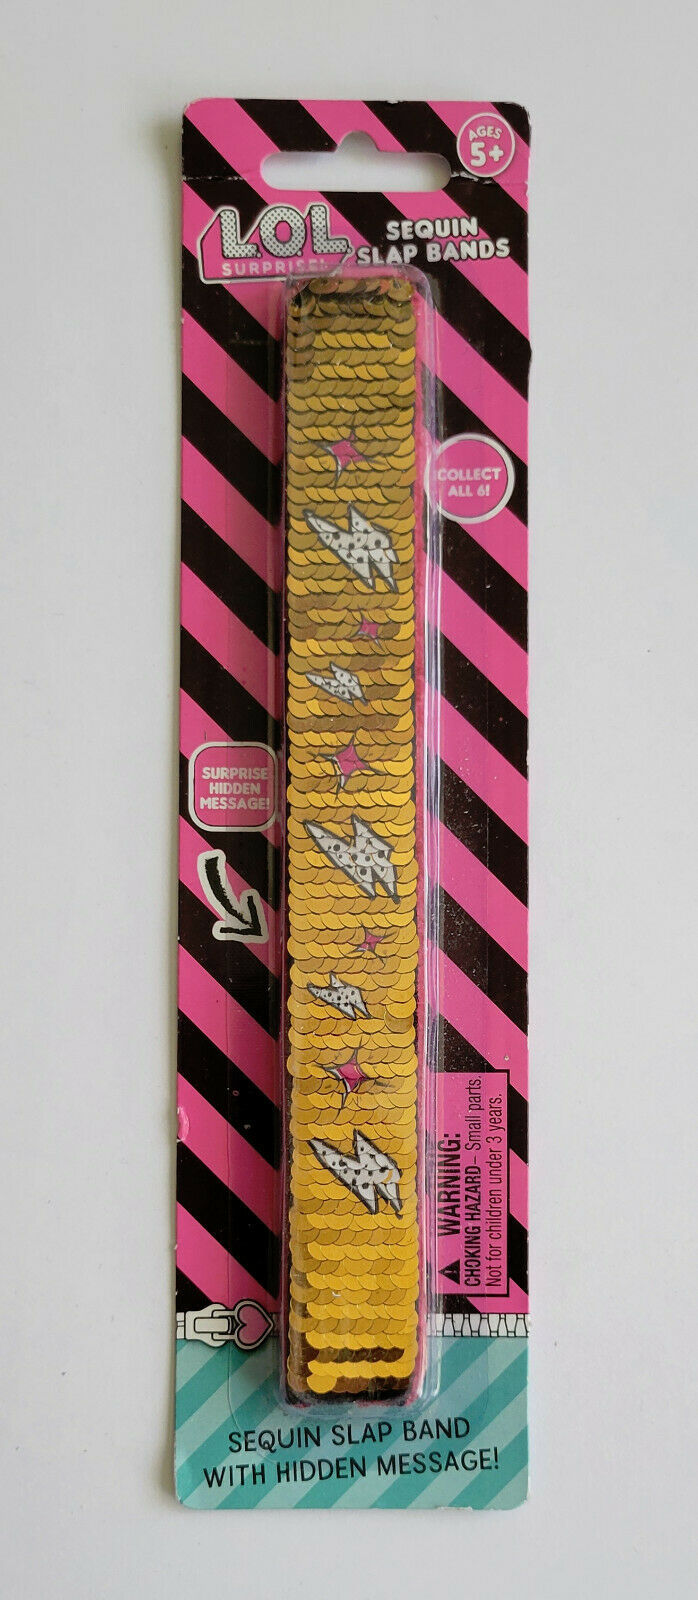 AGES
5+
L.O.L.
SURPRISE!
SEQUIN
SLAP BANDS
COLLECT
ALL 6!
SURPRISE
HIDDEN
MESSAGE!
WARNING:
CHOKING HAZARD– Small parts.
Not for children under 3 years.
SEQUIN SLAP BAND
WITH HIDDEN MESSAGE!